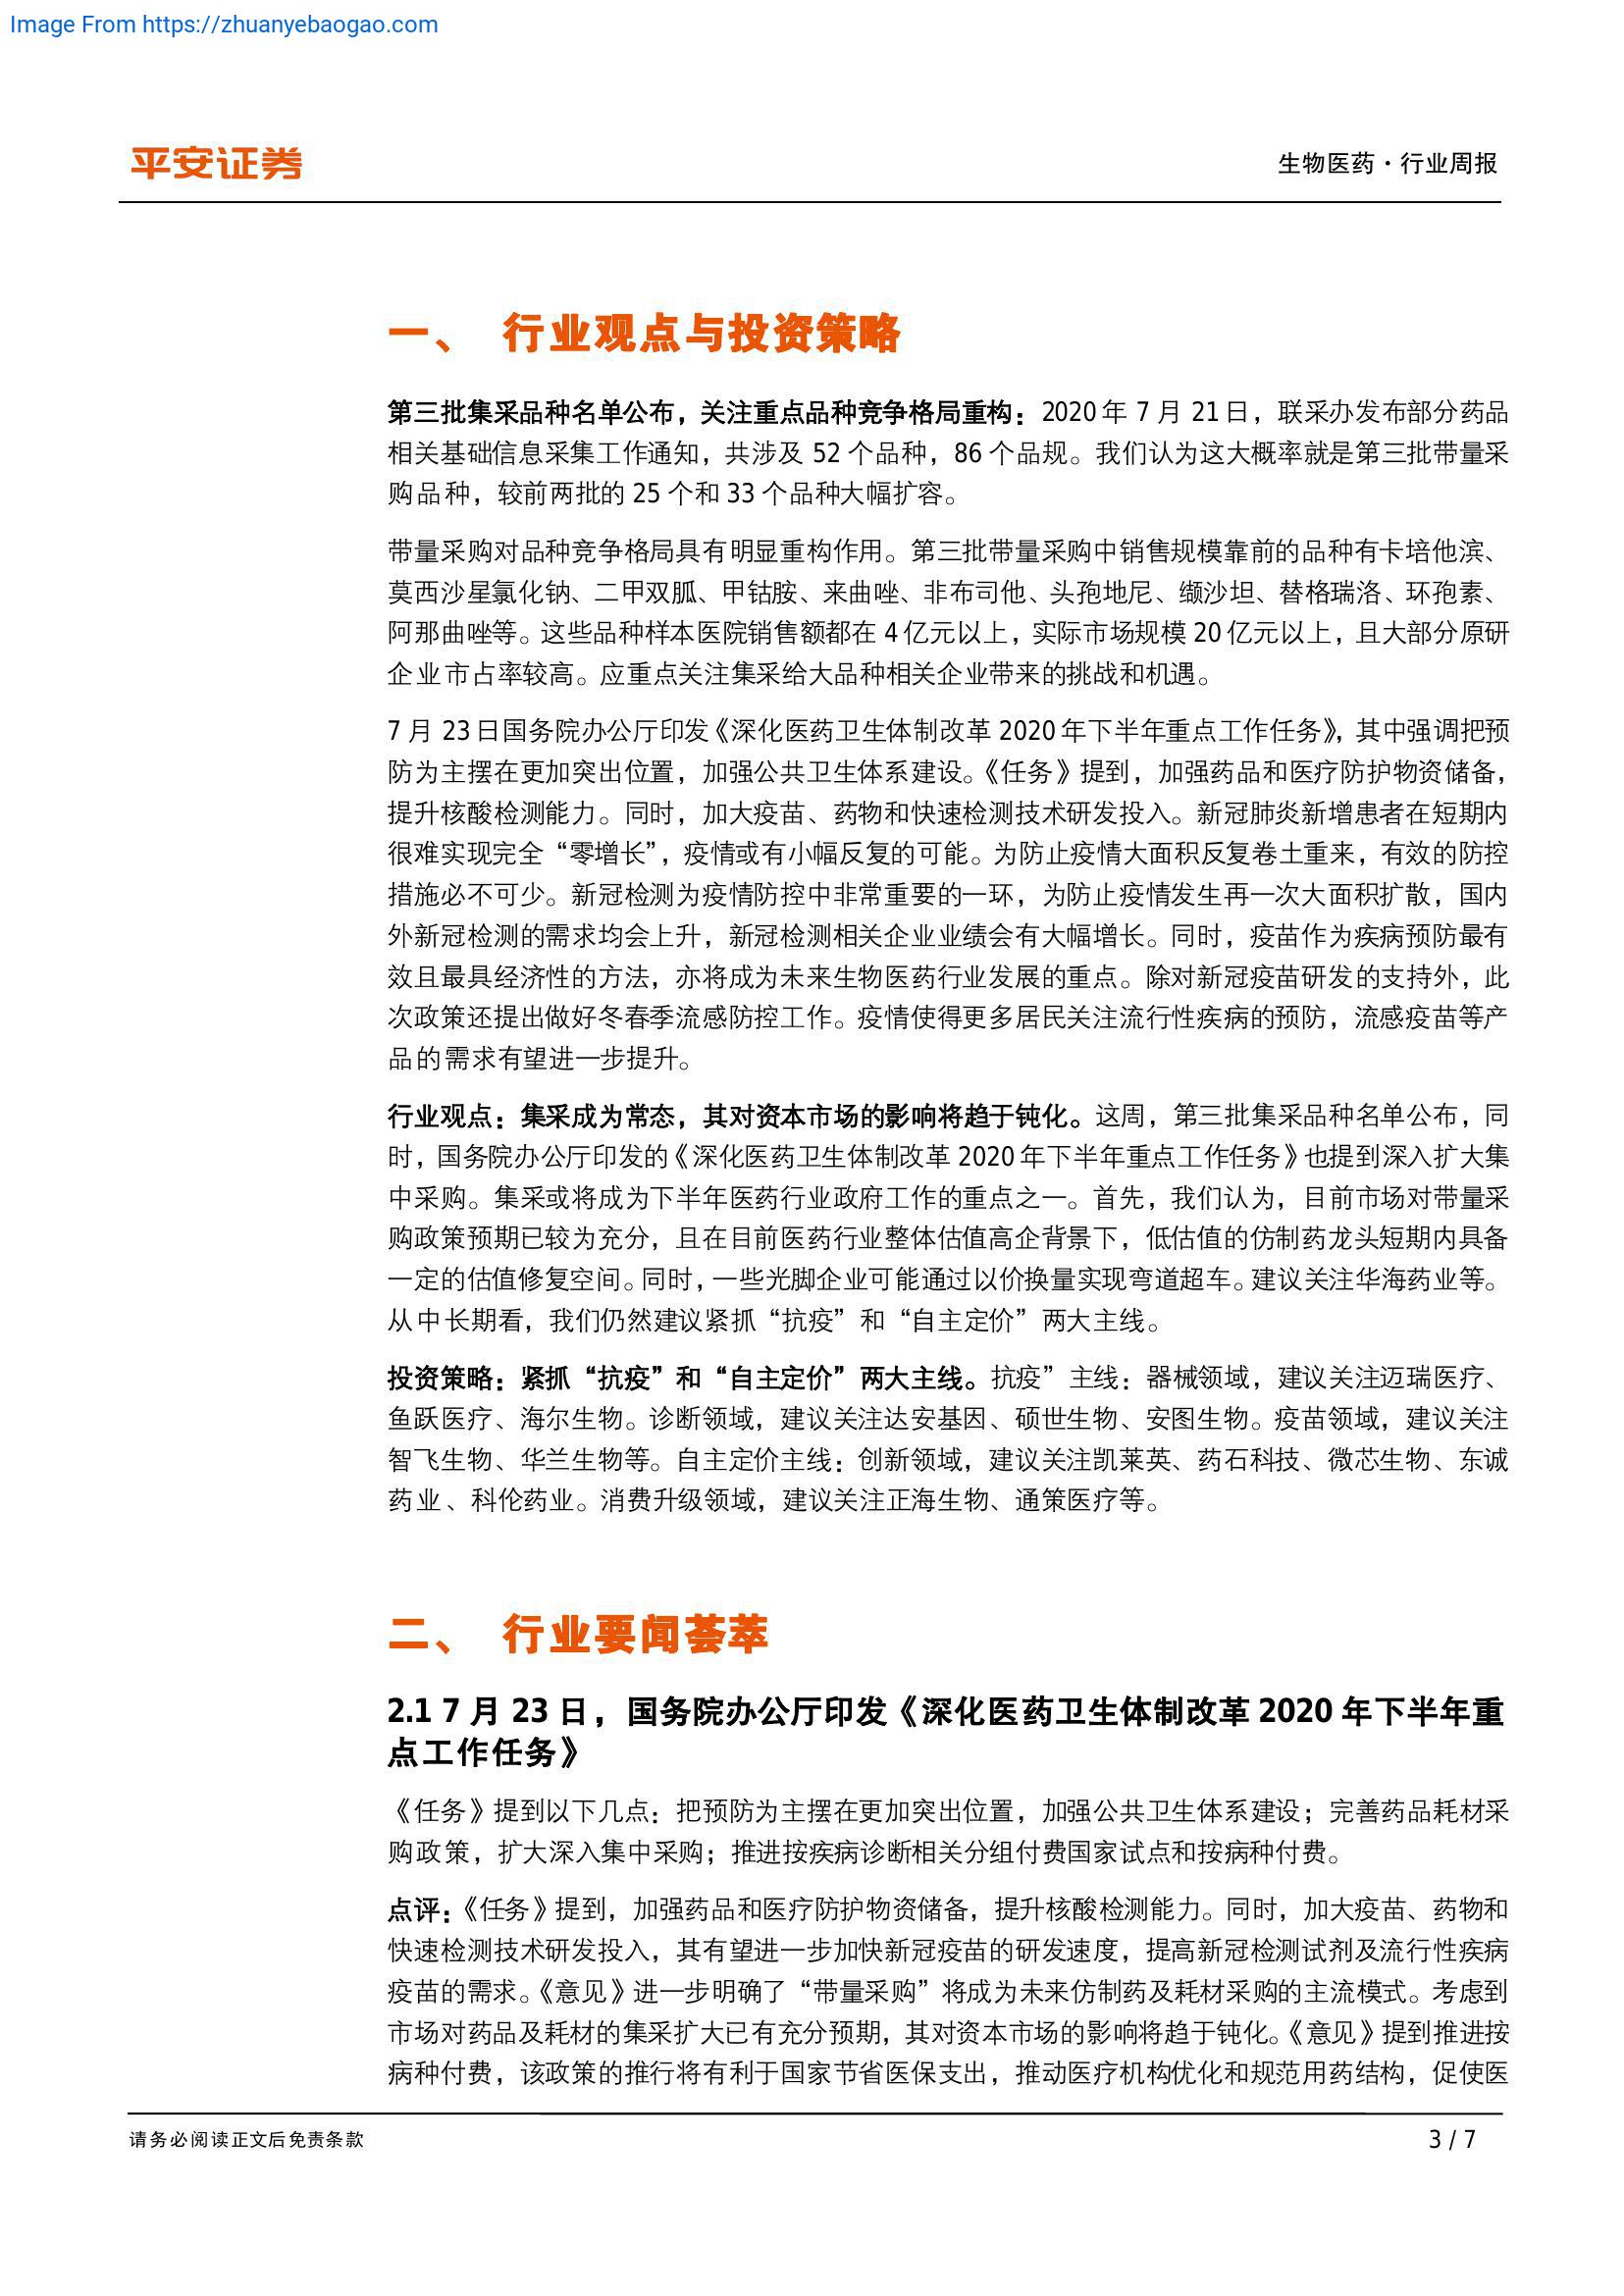 Image From https://zhuanyebaogao.com
平安证券
生物医药·行业周报
一、 行业观点与投资策略
第三批集采品种名单公布，关注重点品种竞争格局重构：2020 年 7 月 21 日，联采办发布部分药品
相关基础信息采集工作通知，共涉及 52 个品种，86 个品规。我们认为这大概率就是第三批带量采
购品种，较前两批的 25 个和 33 个品种大幅扩容。
带量采购对品种竞争格局具有明显重构作用。第三批带量采购中销售规模靠前的品种有卡培他滨、
莫西沙星氯化钠、二甲双胍、甲钴胺、来曲唑、非布司他、头孢地尼、缬沙坦、替格瑞洛、环孢素、
阿那曲唑等。这些品种样本医院销售额都在 4 亿元以上，实际市场规模 20 亿元以上，且大部分原研
企业市占率较高。应重点关注集采给大品种相关企业带来的挑战和机遇。
7 月 23 日国务院办公厅印发《深化医药卫生体制改革 2020 年下半年重点工作任务》，其中强调把预
防为主摆在更加突出位置，加强公共卫生体系建设。《任务》提到，加强药品和医疗防护物资储备，
提升核酸检测能力。同时，加大疫苗、药物和快速检测技术研发投入。新冠肺炎新增患者在短期内
很难实现完全“零增长”，疫情或有小幅反复的可能。为防止疫情大面积反复卷土重来，有效的防控
措施必不可少。新冠检测为疫情防控中非常重要的一环，为防止疫情发生再一次大面积扩散，国内
外新冠检测的需求均会上升，新冠检测相关企业业绩会有大幅增长。同时，疫苗作为疾病预防最有
效且最具经济性的方法，亦将成为未来生物医药行业发展的重点。除对新冠疫苗研发的支持外，此
次政策还提出做好冬春季流感防控工作。疫情使得更多居民关注流行性疾病的预防，流感疫苗等产
品的需求有望进一步提升。
行业观点：集采成为常态，其对资本市场的影响将趋于钝化。这周，第三批集采品种名单公布，同
时，国务院办公厅印发的《深化医药卫生体制改革 2020 年下半年重点工作任务》也提到深入扩大集
中采购。集采或将成为下半年医药行业政府工作的重点之一。首先，我们认为，目前市场对带量采
购政策预期已较为充分，且在目前医药行业整体估值高企背景下，低估值的仿制药龙头短期内具备
一定的估值修复空间。同时，一些光脚企业可能通过以价换量实现弯道超车。建议关注华海药业等。
从中长期看，我们仍然建议紧抓“抗疫”和“自主定价”两大主线。
投资策略：紧抓“抗疫”和“自主定价”两大主线。抗疫”主线：器械领域，建议关注迈瑞医疗、
鱼跃医疗、海尔生物。诊断领域，建议关注达安基因、硕世生物、安图生物。疫苗领域，建议关注
智飞生物、华兰生物等。自主定价主线：创新领域，建议关注凯莱英、药石科技、微芯生物、东诚
药业、科伦药业。消费升级领域，建议关注正海生物、通策医疗等。
二、 行业要闻荟萃
2.1 7 月 23 日，国务院办公厅印发《深化医药卫生体制改革 2020 年下半年重
点工作任务》
《任务》提到以下几点：把预防为主摆在更加突出位置，加强公共卫生体系建设；完善药品耗材采
购政策，扩大深入集中采购；推进按疾病诊断相关分组付费国家试点和按病种付费。
点评：《任务》提到，加强药品和医疗防护物资储备，提升核酸检测能力。同时，加大疫苗、药物和
快速检测技术研发投入，其有望进一步加快新冠疫苗的研发速度，提高新冠检测试剂及流行性疾病
疫苗的需求。《意见》进一步明确了“带量采购”将成为未来仿制药及耗材采购的主流模式。考虑到
市场对药品及耗材的集采扩大已有充分预期，其对资本市场的影响将趋于钝化。《意见》提到推进按
病种付费，该政策的推行将有利于国家节省医保支出，推动医疗机构优化和规范用药结构，促使医
请务必阅读正文后免责条款
3 / 7